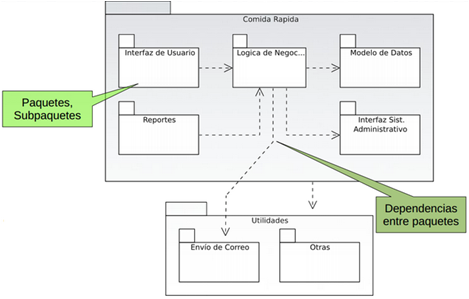 Comida Rapida
Interfaz de Usuario
Logica de Negoc...
Modelo de Datos
Paquetes,
Subpaquetes
Reportes
Interfaz Sist.
Administrativo
Dependencias
entre paquetes
Utilidades
Envio de Correo
Otras